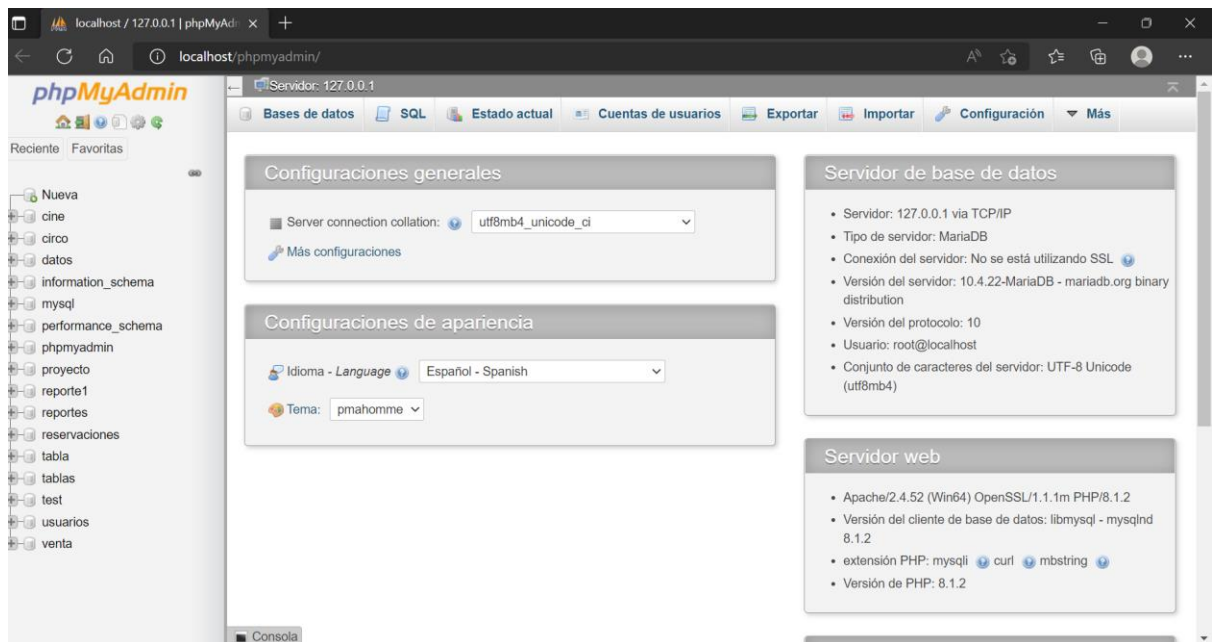 localhost / 127.0.0.1 | phpMyAdm
localhost/phpmyadmin/
phpMyAdmin
Reciente Favoritas
Nueva
cine
circo
datos
information_schema
mysql
performance_schema
phpmyadmin
proyecto
reporte1
reportes
reservaciones
tabla
tablas
test
usuarios
venta
Servidor: 127.0.0.1
Bases de datos SQL Estado actual Cuentas de usuarios Exportar Importar Configuración Más
Configuraciones generales
Server connection collation: utf8mb4_unicode_ci
Más configuraciones
Configuraciones de apariencia
Idioma - Language Español - Spanish
Tema: pmahomme
Servidor de base de datos
• Servidor: 127.0.0.1 via TCP/IP
• Tipo de servidor: MariaDB
• Conexión del servidor: No se está utilizando SSL
• Versión del servidor: 10.4.22-MariaDB - mariadb.org binary
distribution
• Versión del protocolo: 10
• Usuario: root@localhost
• Conjunto de caracteres del servidor: UTF-8 Unicode
(utf8mb4)
Servidor web
• Apache/2.4.52 (Win64) OpenSSL/1.1.1m PHP/8.1.2
• Versión del cliente de base de datos: libmysql - mysqlnd
8.1.2
• extensión PHP: mysqli curl mbstring
• Versión de PHP: 8.1.2
Consola